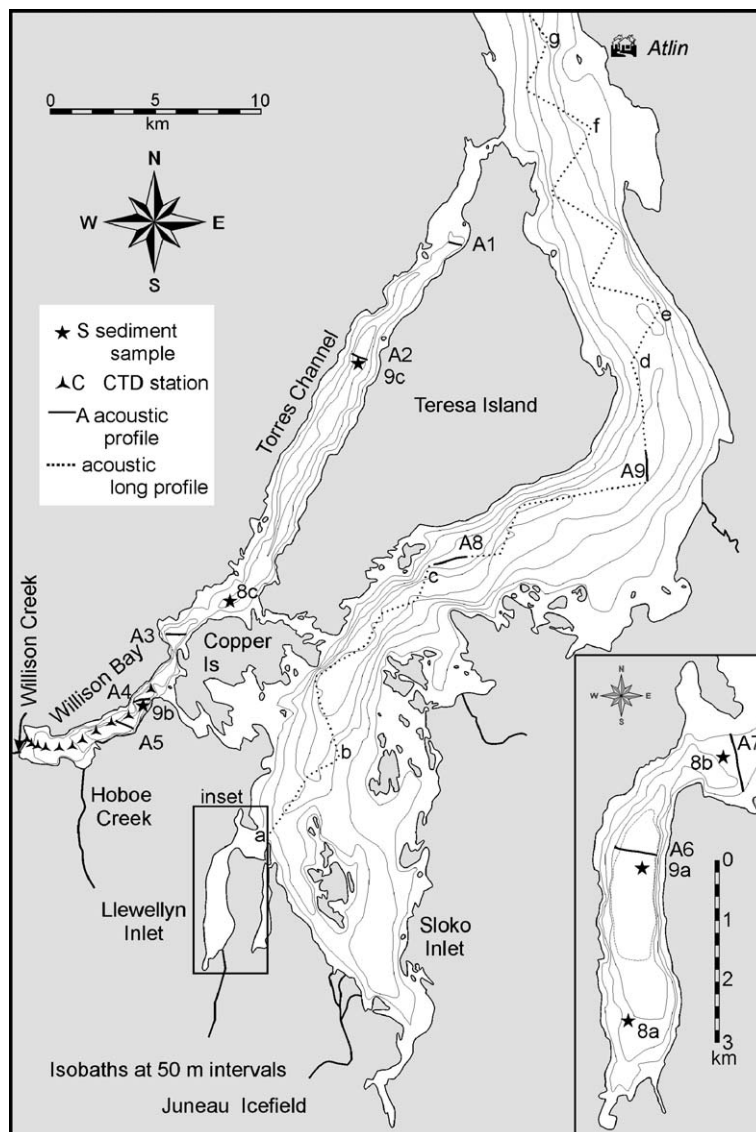 g
Atlin
0 5 10
km
f
N
W E
S
A1
S sediment
sample
C CTD station
A acoustic
profile
acoustic
long profile
e
A2
9c
d
Torres Channel
Teresa Island
A9
A8
c
8c
A3
Copper
Is
Willison Creek
Willison Bay
A4
9b
A5
b
Hoboe
Creek
inset
a
Llewellyn
Inlet
Sloko
Inlet
Isobaths at 50 m intervals
Juneau Icefield
N
W E
S
A7
8b
A6
9a
0
1
2
3
km
8a